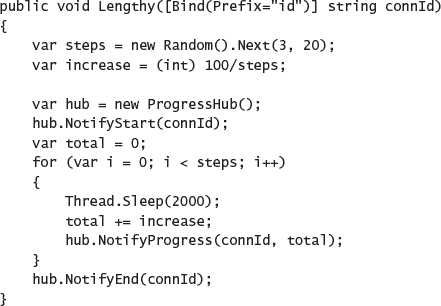 public void Lengthy([Bind(Prefix="id")] string connId)
{
    var steps = new Random().Next(3, 20);
    var increase = (int) 100/steps;

    var hub = new ProgressHub();
    hub.NotifyStart(connId);
    var total = 0;
    for (var i = 0; i < steps; i++)
    {
        Thread.Sleep(2000);
        total += increase;
        hub.NotifyProgress(connId, total);
    }
    hub.NotifyEnd(connId);
}